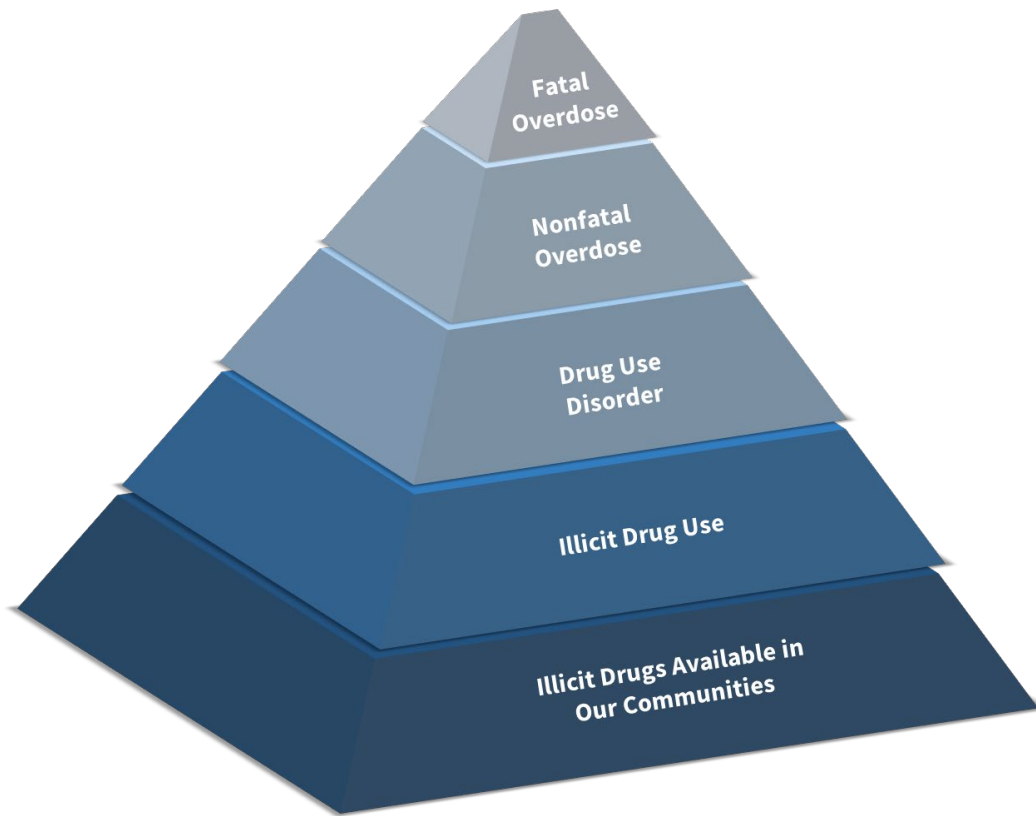 Fatal
Overdose
Nonfatal
Overdose
Drug Use
Disorder
Illicit Drug Use
Illicit Drugs Available in
Our Communities